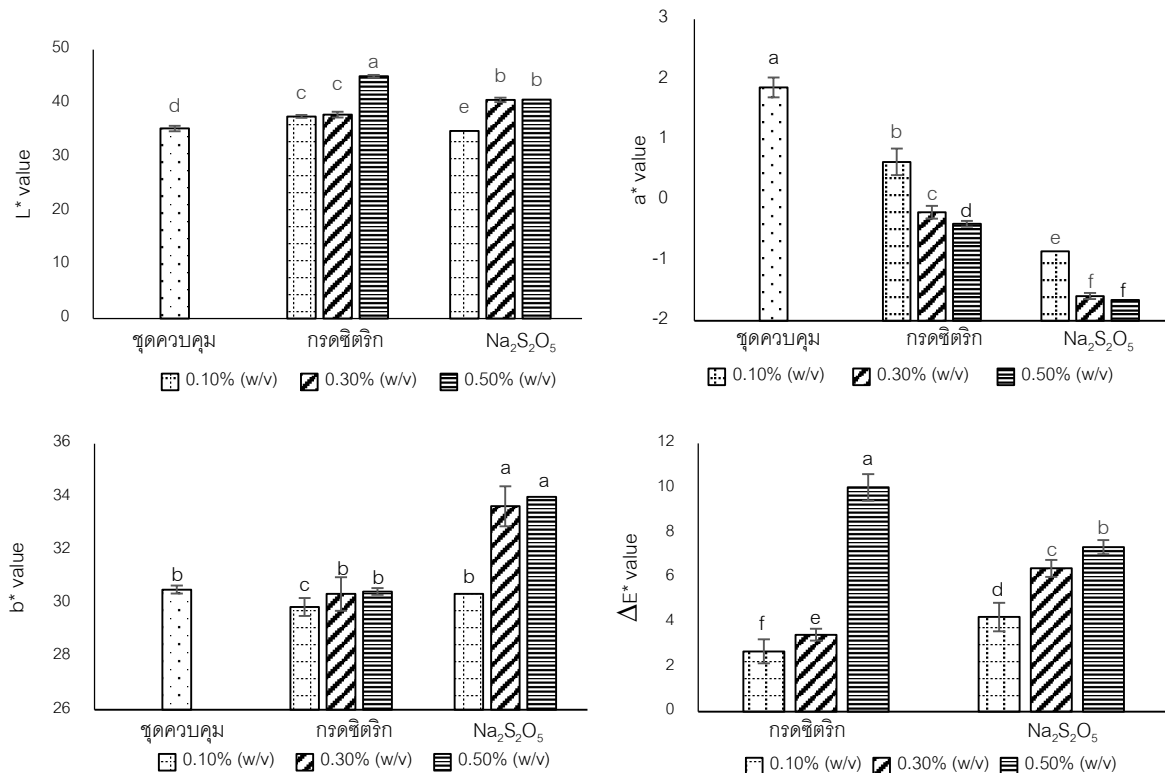 L* value
50
40
30
20
10
0
d
c
c
a
e
b
b
ชุดควบคุม
กรดซิตริก
Na₂S₂O₅
0.10% (w/v)
0.30% (w/v)
0.50% (w/v)
a* value
3
2
1
0
-1
-2
a
b
c
d
e
f
f
ชุดควบคุม
กรดซิตริก
Na₂S₂O₅
0.10% (w/v)
0.30% (w/v)
0.50% (w/v)
b* value
36
34
32
30
28
26
b
c
b
b
b
a
a
ชุดควบคุม
กรดซิตริก
Na₂S₂O₅
0.10% (w/v)
0.30% (w/v)
0.50% (w/v)
ΔE* value
12
10
8
6
4
2
0
f
e
a
d
c
b
กรดซิตริก
Na₂S₂O₅
0.10% (w/v)
0.30% (w/v)
0.50% (w/v)